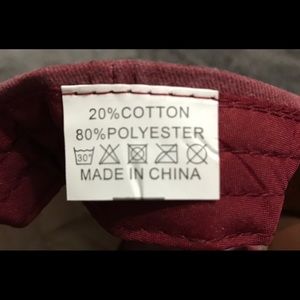 20%COTTON
80%POLYESTER
30°
MADE IN CHINA